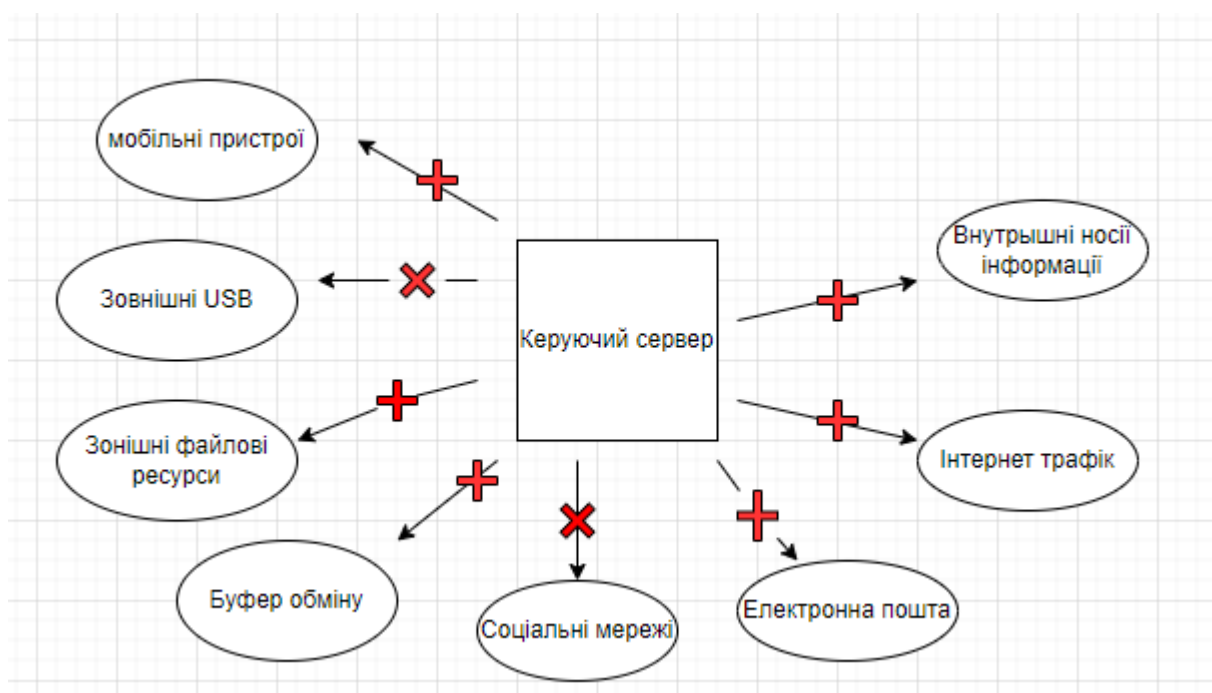 мобільні пристрої
Внутрышні носії
інформації
Зовнішні USB
Керуючий сервер
Зонішні файлові
ресурси
Інтернет трафік
Буфер обміну
Соціальні мережі
Електронна пошта